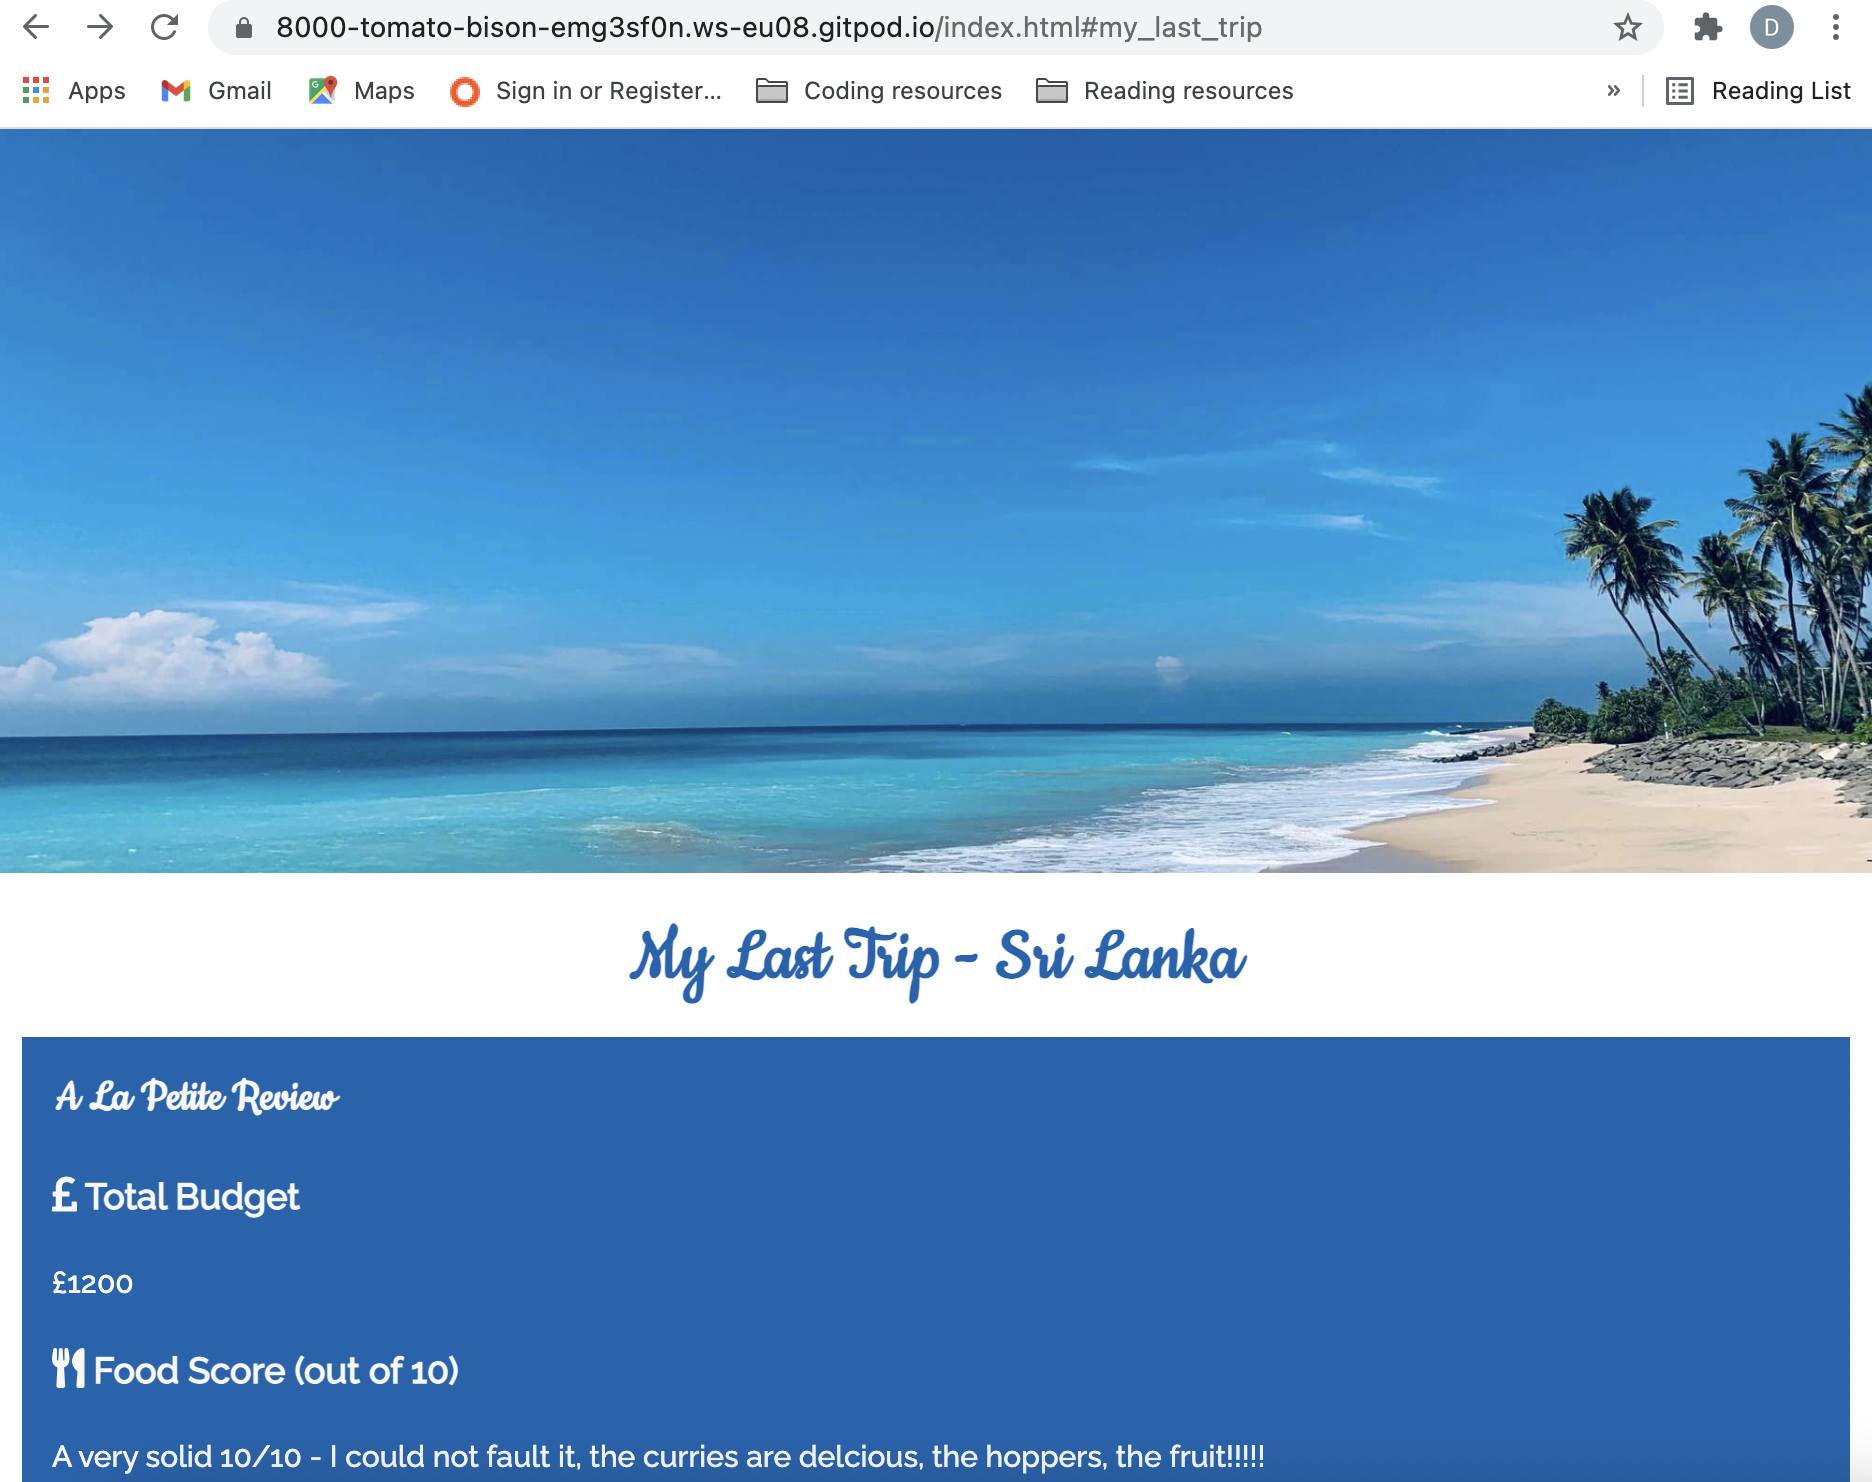 8000-tomato-bison-emg3sf0n.ws-eu08.gitpod.io/index.html#my_last_trip
D
Apps Gmail Maps Sign in or Register... Coding resources Reading resources » Reading List
My Last Trip - Sri Lanka
A La Petite Review
£ Total Budget
£1200
Food Score (out of 10)
A very solid 10/10 - I could not fault it, the curries are delcious, the hoppers, the fruit!!!!!